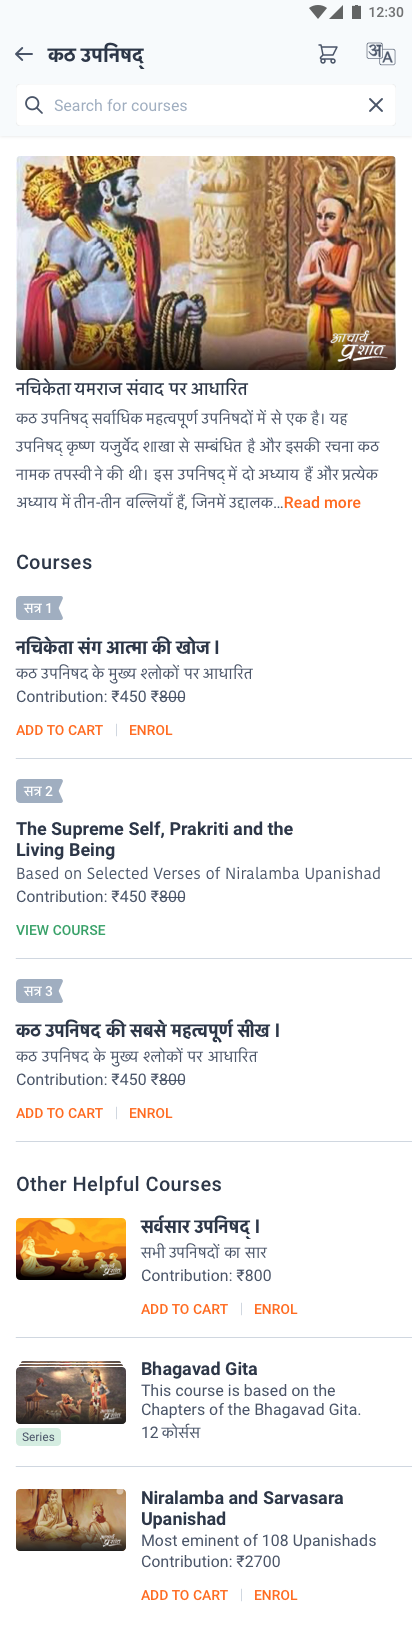 12:30
कठ उपनिषद्
अ A
Search for courses
आचार्य
प्रशांत
नचिकेता यमराज संवाद पर आधारित
कठ उपनिषद् सर्वाधिक महत्वपूर्ण उपनिषदों में से एक है। यह
उपनिषद् कृष्ण यजुर्वेद शाखा से सम्बंधित है और इसकी रचना कठ
नामक तपस्वी ने की थी। इस उपनिषद् में दो अध्याय हैं और प्रत्येक
अध्याय में तीन-तीन वल्लियाँ हैं, जिनमें उद्दालक...Read more
Courses
सत्र 1
नचिकेता संग आत्मा की खोज।
कठ उपनिषद के मुख्य श्लोकों पर आधारित
Contribution: ₹450 ₹800
ADD TO CART | ENROL
सत्र 2
The Supreme Self, Prakriti and the
Living Being
Based on Selected Verses of Niralamba Upanishad
Contribution: ₹450 ₹800
VIEW COURSE
सत्र 3
कठ उपनिषद की सबसे महत्वपूर्ण सीख।
कठ उपनिषद के मुख्य श्लोकों पर आधारित
Contribution: ₹450 ₹800
ADD TO CART | ENROL
Other Helpful Courses
सर्वसार उपनिषद्।
सभी उपनिषदों का सार
Contribution: ₹800
ADD TO CART | ENROL
आचार्य
प्रशांत
Bhagavad Gita
This course is based on the
Chapters of the Bhagavad Gita.
12 कोर्सस
आचार्य
प्रशांत
Series
Niralamba and Sarvasara
Upanishad
Most eminent of 108 Upanishads
Contribution: ₹2700
ADD TO CART | ENROL
आचार्य
प्रशांत